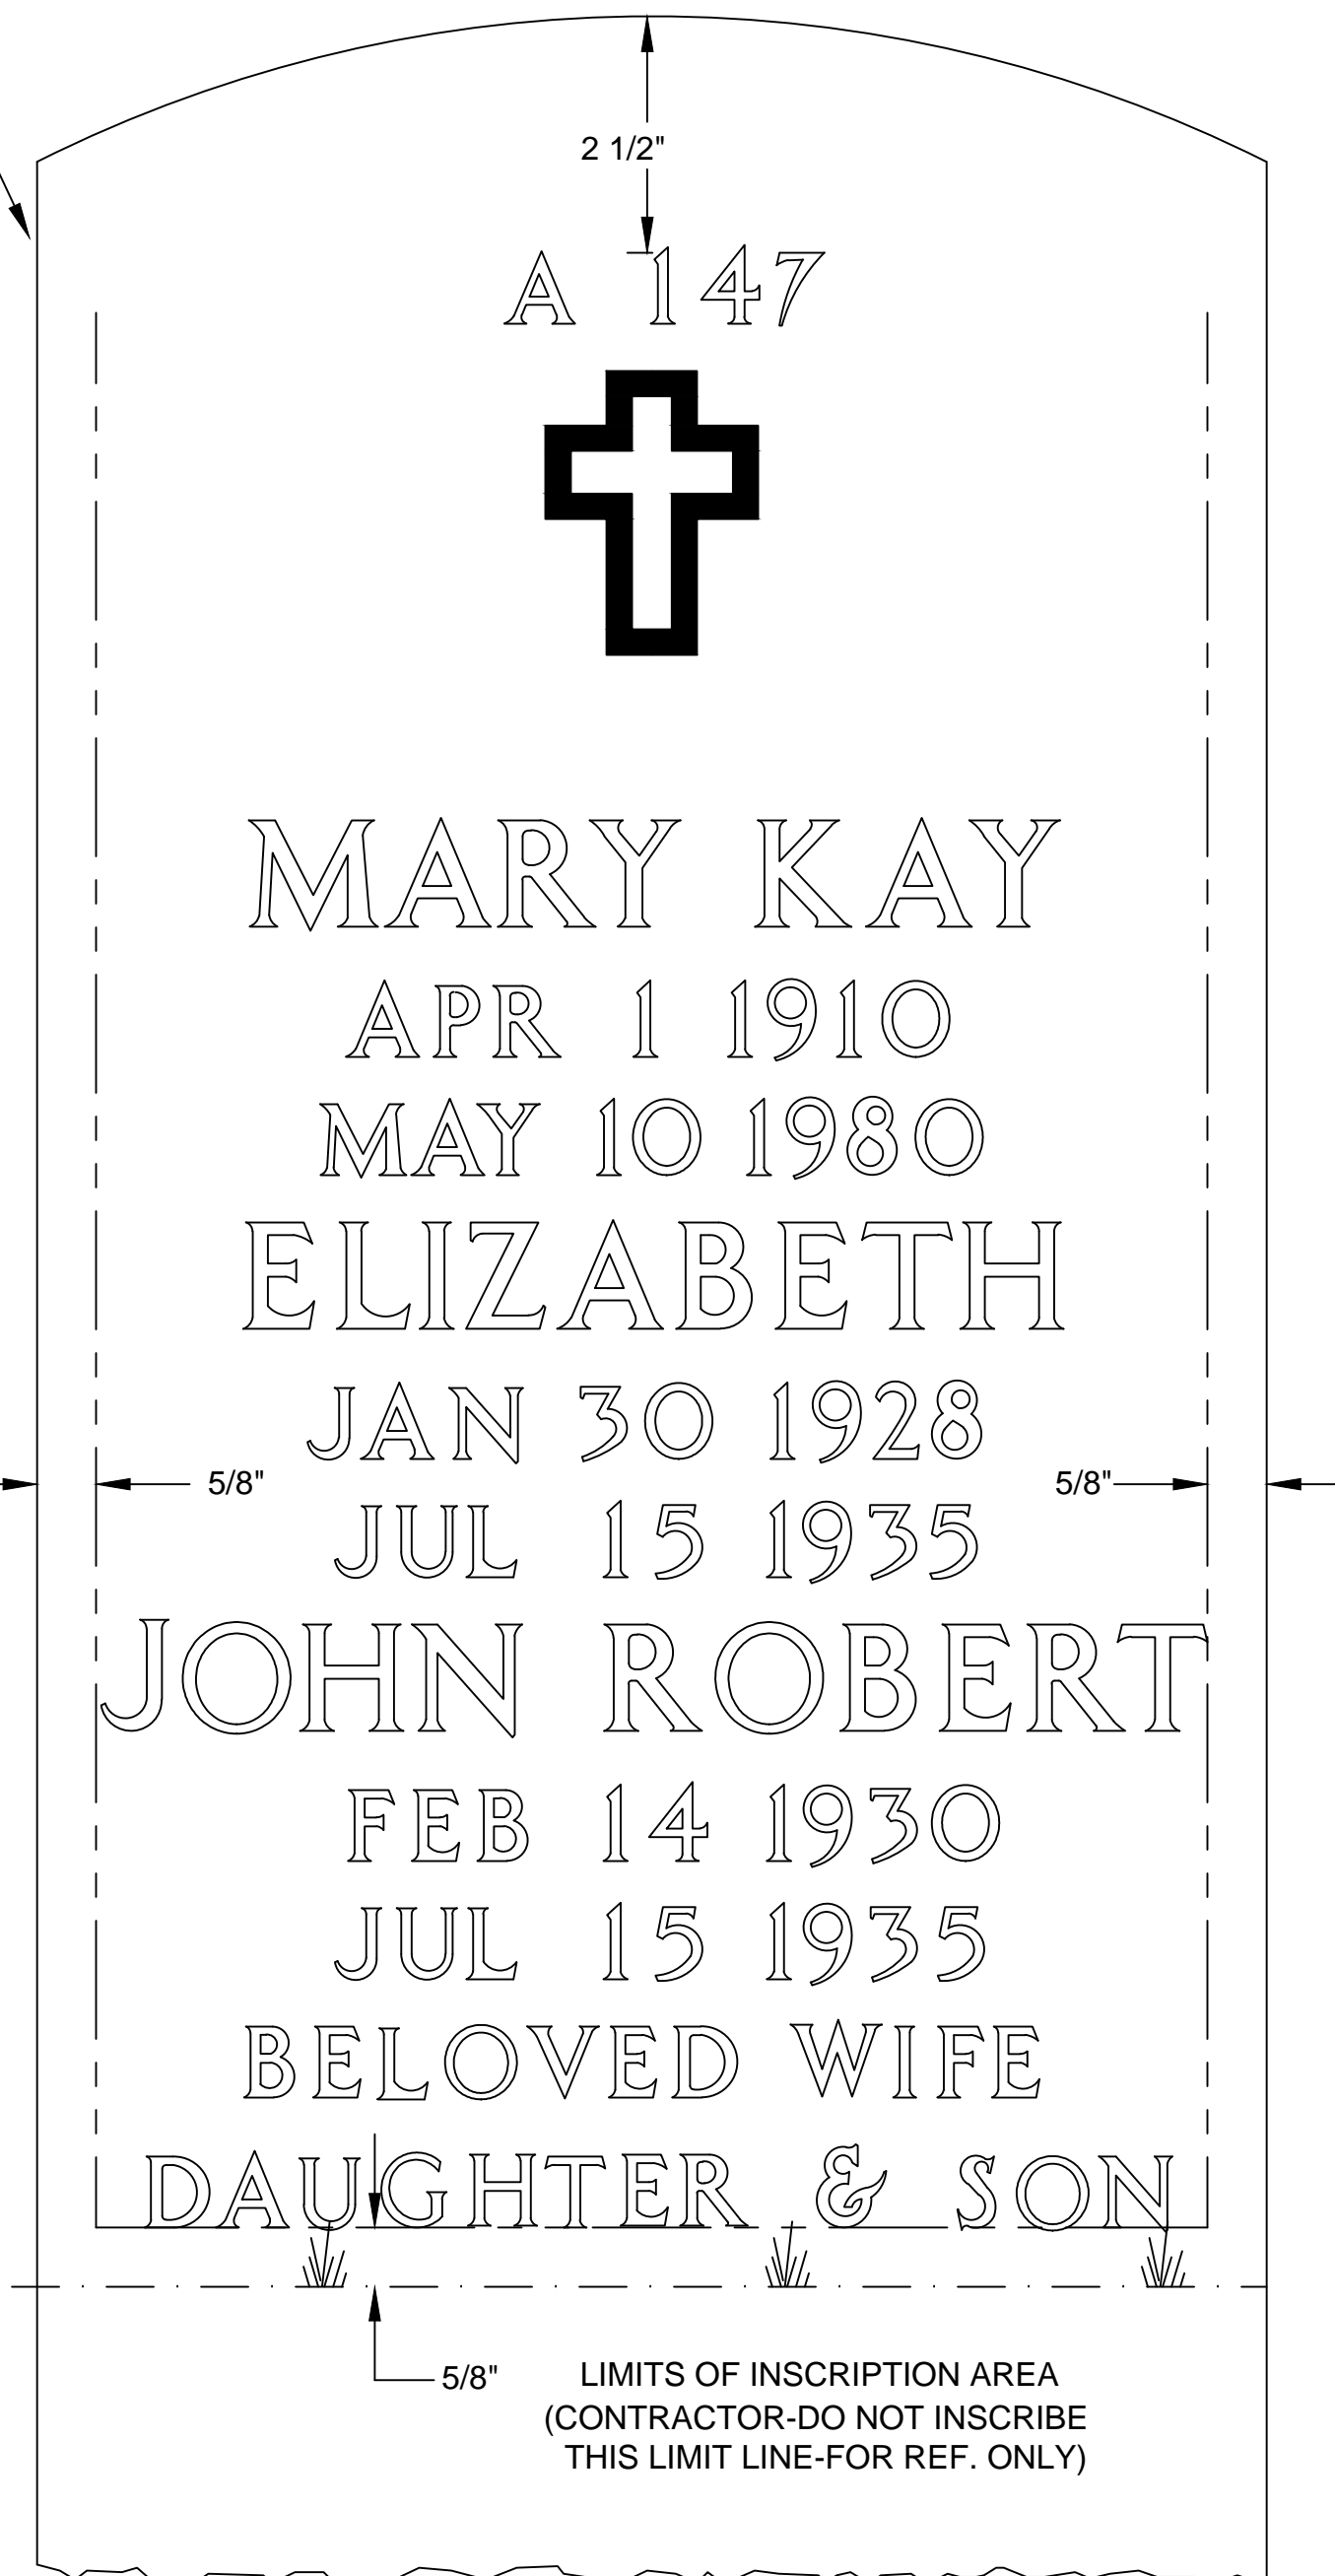 2 1/2"
A 147
MARY KAY
APR 1 1910
MAY 10 1980
ELIZABETH
JAN 30 1928
5/8" 5/8"
JUL 15 1935
JOHN ROBERT
FEB 14 1930
JUL 15 1935
BELOVED WIFE
DAUGHTER & SON
5/8"
LIMITS OF INSCRIPTION AREA
(CONTRACTOR-DO NOT INSCRIBE
THIS LIMIT LINE-FOR REF. ONLY)